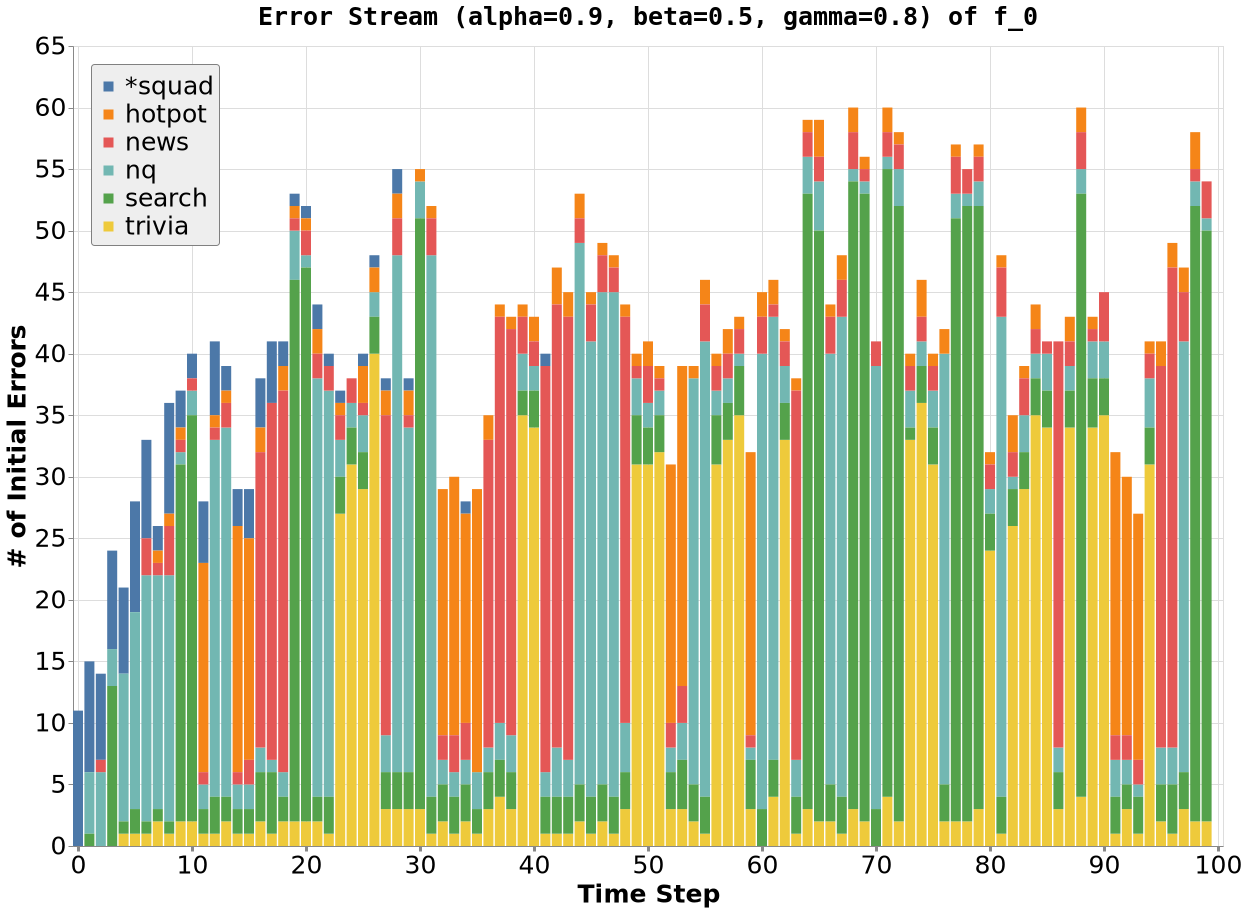 Error Stream (alpha=0.9, beta=0.5, gamma=0.8) of f_0
# of Initial Errors
65
60
55
50
45
40
35
30
25
20
15
10
5
0
*squad
hotpot
news
nq
search
trivia
0 10 20 30 40 50 60 70 80 90 100
Time Step